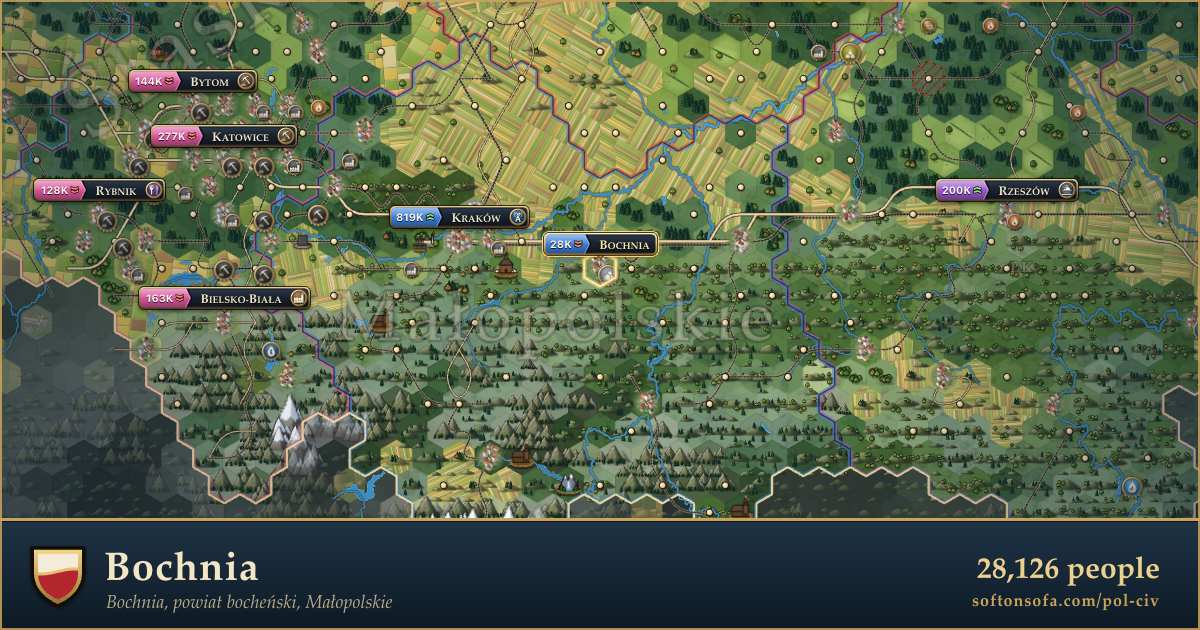 144K BYTOM
277K KATOWICE
128K RYBNIK
200K RZESZÓW
819K KRAKÓW
28K BOCHNIA
163K BIELSKO-BIAŁA
Małopolskie
Bochnia
28,126 people
Bochnia, powiat bocheński, Małopolskie
softonsofa.com/pol-civ